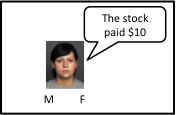 The stock
paid $10
M F